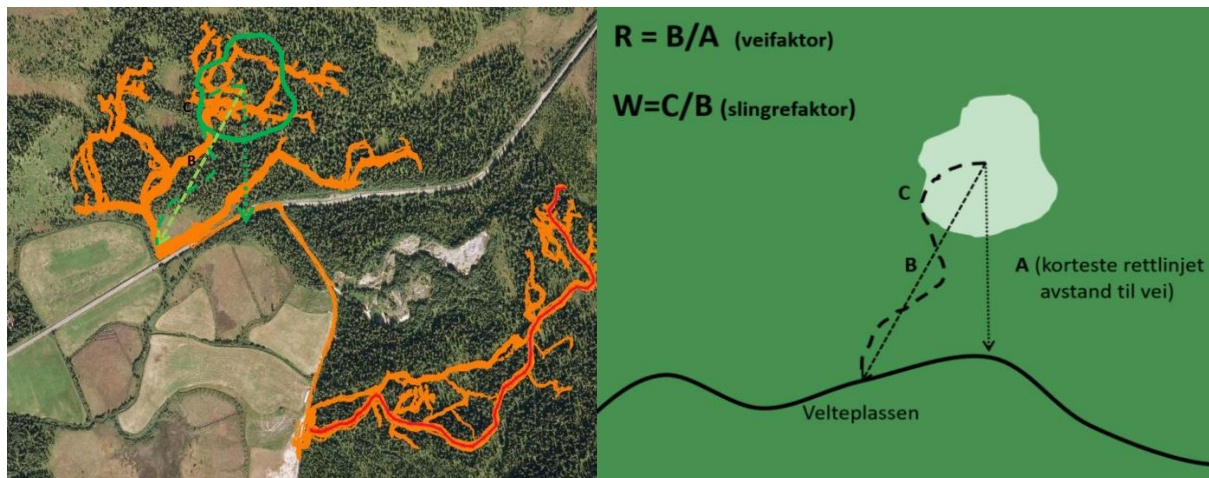 C
B
R = B/A (veifaktor)
W=C/B (slingrefaktor)
C
B
A (korteste rettlinjet
avstand til vei)
Velteplassen